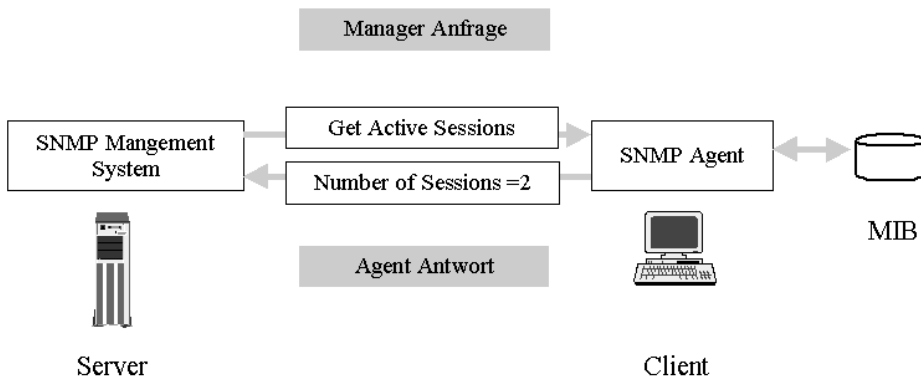 Manager Anfrage
Get Active Sessions
SNMP Mangement
System
SNMP Agent
Number of Sessions =2
MIB
Agent Antwort
Server
Client